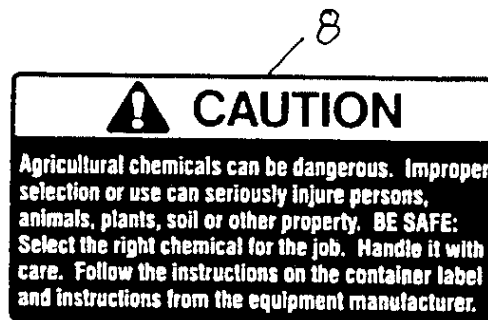 8
CAUTION
Agricultural chemicals can be dangerous. Improper
selection or use can seriously injure persons,
animals, plants, soil or other property. BE SAFE:
Select the right chemical for the job. Handle it with
care. Follow the instructions on the container label
and instructions from the equipment manufacturer.